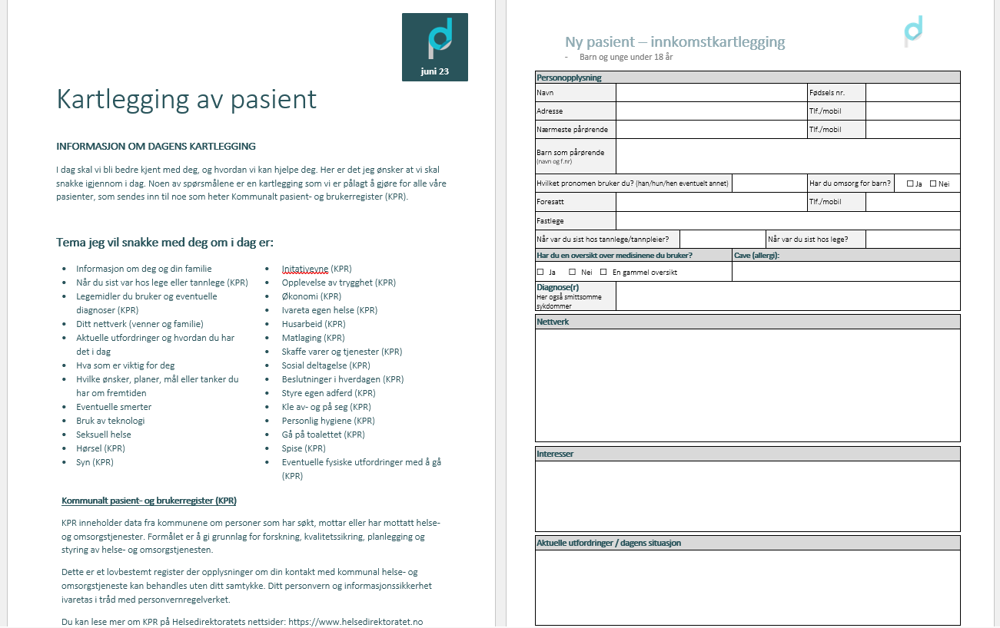 juni 23
Kartlegging av pasient
INFORMASJON OM DAGENS KARTLEGGING
I dag skal vi bli bedre kjent med deg, og hvordan vi kan hjelpe deg. Her er det jeg ønsker at vi skal
snakke igjennom i dag. Noen av spørsmålene er en kartlegging som vi er pålagt å gjøre for alle våre
pasienter, som sendes inn til noe som heter Kommunalt pasient- og brukerregister (KPR).
Tema jeg vil snakke med deg om i dag er:
• Informasjon om deg og din familie
• Når du sist var hos lege eller tannlege (KPR)
• Legemidler du bruker og eventuelle
diagnoser (KPR)
• Ditt nettverk (venner og familie)
• Aktuelle utfordringer og hvordan du har
det i dag
• Hva som er viktig for deg
• Hvilke ønsker, planer, mål eller tanker du
har om fremtiden
• Eventuelle smerter
• Bruk av teknologi
• Seksuell helse
• Hørsel (KPR)
• Syn (KPR)
• Initativevne (KPR)
• Opplevelse av trygghet (KPR)
• Økonomi (KPR)
• Ivareta egen helse (KPR)
• Husarbeid (KPR)
• Matlaging (KPR)
• Skaffe varer og tjenester (KPR)
• Sosial deltagelse (KPR)
• Beslutninger i hverdagen (KPR)
• Styre egen adferd (KPR)
• Kle av- og på seg (KPR)
• Personlig hygiene (KPR)
• Gå på toalettet (KPR)
• Spise (KPR)
• Eventuelle fysiske utfordringer med å gå
(KPR)
Kommunalt pasient- og brukerregister (KPR)
KPR inneholder data fra kommunene om personer som har søkt, mottar eller har mottatt helse-
og omsorgstjenester. Formålet er å gi grunnlag for forskning, kvalitetssikring, planlegging og
styring av helse- og omsorgstjenesten.
Dette er et lovbestemt register der opplysninger om din kontakt med kommunal helse- og
omsorgstjeneste kan behandles uten ditt samtykke. Ditt personvern og informasjonssikkerhet
ivaretas i tråd med personvernregelverket.
Du kan lese mer om KPR på Helsedirektoratets nettsider: https://www.helsedirektoratet.no
Ny pasient – innkomstkartlegging
- Barn og unge under 18 år
Personopplysning
Navn Fødsels nr.
Adresse Tlf./mobil
Nærmeste pårørende Tlf./mobil
Barn som pårørende
(navn og f.nr)
Hvilket pronomen bruker du? (han/hun/hen eventuelt annet) Har du omsorg for barn? ☐ Ja ☐ Nei
Foresatt Tlf./mobil
Fastlege
Når var du sist hos tannlege/tannpleier? Når var du sist hos lege?
Har du en oversikt over medisinene du bruker? Cave (allergi):
☐ Ja ☐ Nei ☐ En gammel oversikt
Diagnose(r)
Her også smittsomme
sykdommer
Nettverk
Interesser
Aktuelle utfordringer / dagens situasjon